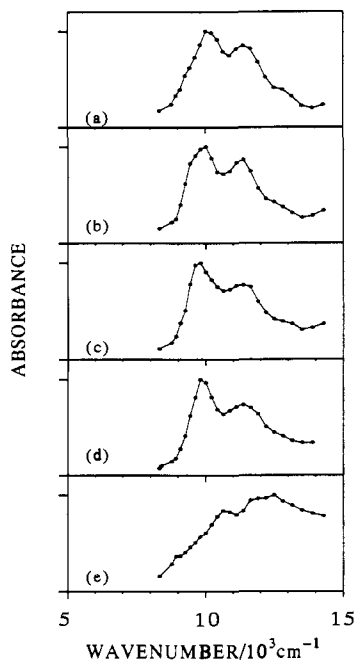 (a)
(b)
(c)
(d)
(e)
ABSORBANCE
5 10 15
WAVENUMBER/10³cm⁻¹